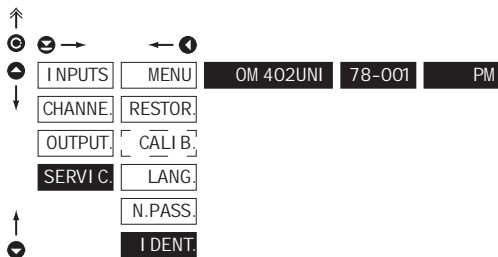 INPUTS MENU OM 402UNI 78-001 PM
CHANNE. RESTOR.
OUTPUT. CALIB.
SERVIC. LANG.
N.PASS.
IDENT.